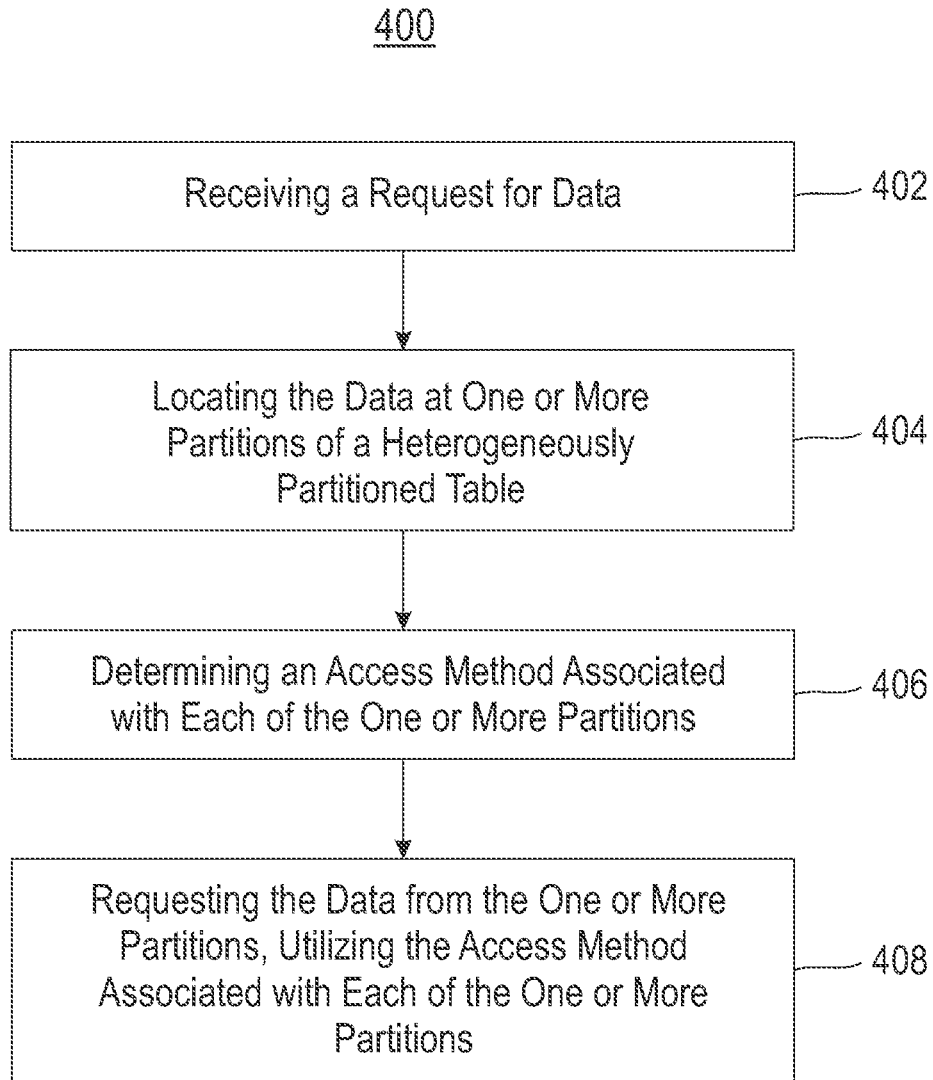 400
Receiving a Request for Data
402
Locating the Data at One or More
Partitions of a Heterogeneously
Partitioned Table
404
Determining an Access Method Associated
with Each of the One or More Partitions
406
Requesting the Data from the One or More
Partitions, Utilizing the Access Method
Associated with Each of the One or More
Partitions
408